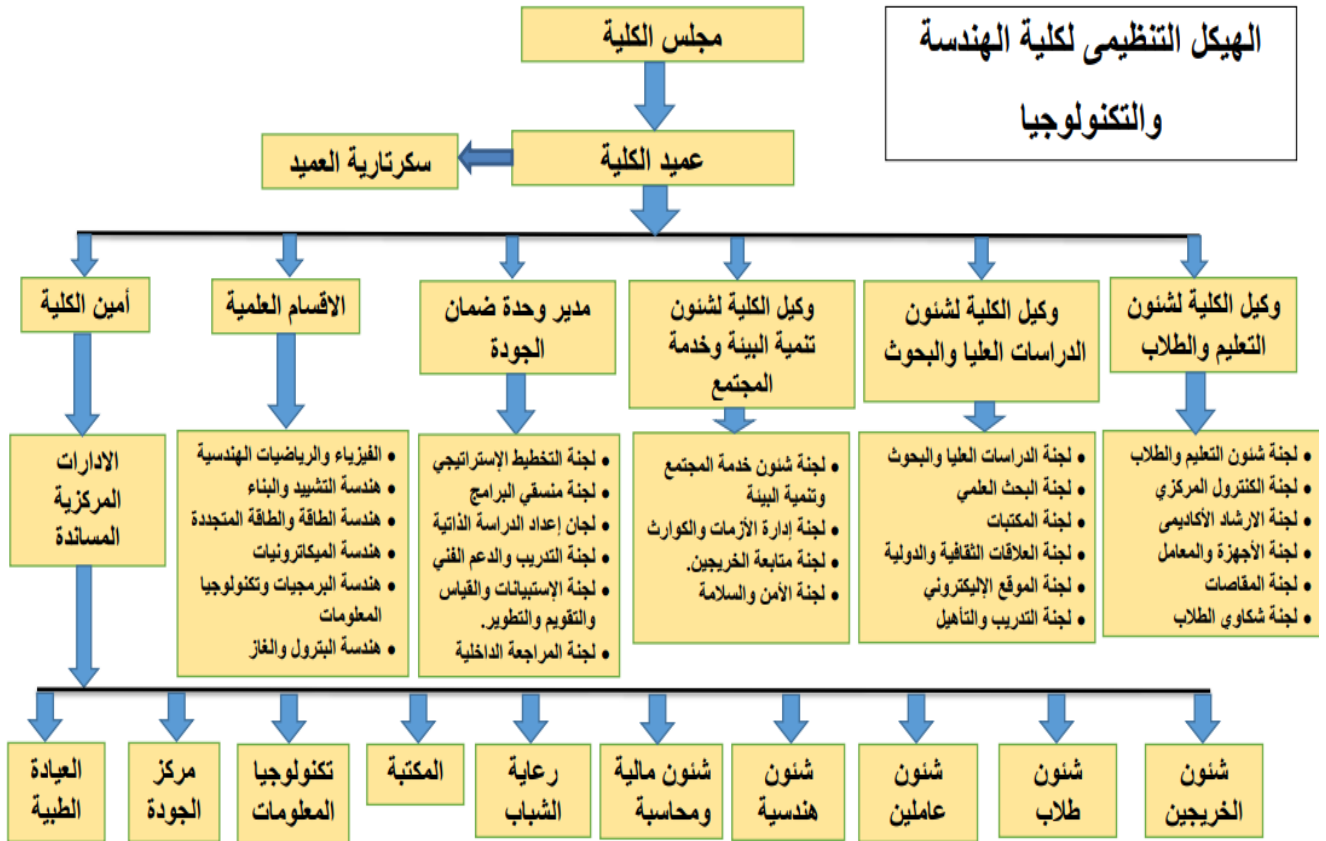 الهيكل التنظيمى لكلية الهندسة
والتكنولوجيا
مجلس الكلية
عميد الكلية
سكرتارية العميد
وكيل الكلية لشئون
التعليم والطلاب
وكيل الكلية لشئون
الدراسات العليا والبحوث
وكيل الكلية لشئون
تنمية البيئة وخدمة
المجتمع
مدير وحدة ضمان
الجودة
الاقسام العلمية
أمين الكلية
• لجنة شئون التعليم والطلاب
• لجنة الكنترول المركزي
• لجنة الارشاد الأكاديمى
• لجنة الأجهزة والمعامل
• لجنة المقاصات
• لجنة شكاوي الطلاب
• لجنة الدراسات العليا والبحوث
• لجنة البحث العلمي
• لجنة المكتبات
• لجنة العلاقات الثقافية والدولية
• لجنة الموقع الإليكتروني
• لجنة التدريب والتأهيل
• لجنة شئون خدمة المجتمع
وتنمية البيئة
• لجنة إدارة الأزمات والكوارث
• لجنة متابعة الخريجين.
• لجنة الأمن والسلامة
• لجنة التخطيط الإستراتيجي
• لجنة منسقي البرامج
• لجان إعداد الدراسة الذاتية
• لجنة التدريب والدعم الفني
• لجنة الإستبيانات والقياس
والتقويم والتطوير.
• لجنة المراجعة الداخلية
• الفيزياء والرياضيات الهندسية
• هندسة التشييد والبناء
• هندسة الطاقة والطاقة المتجددة
• هندسة الميكاترونيات
• هندسة البرمجيات وتكنولوجيا
المعلومات
• هندسة البترول والغاز
الادارات
المركزية
المساندة
شئون
الخريجين
شئون
طلاب
شئون
عاملين
شئون
هندسية
شئون مالية
ومحاسبة
رعاية
الشباب
المكتبة
تكنولوجيا
المعلومات
مركز
الجودة
العيادة
الطبية